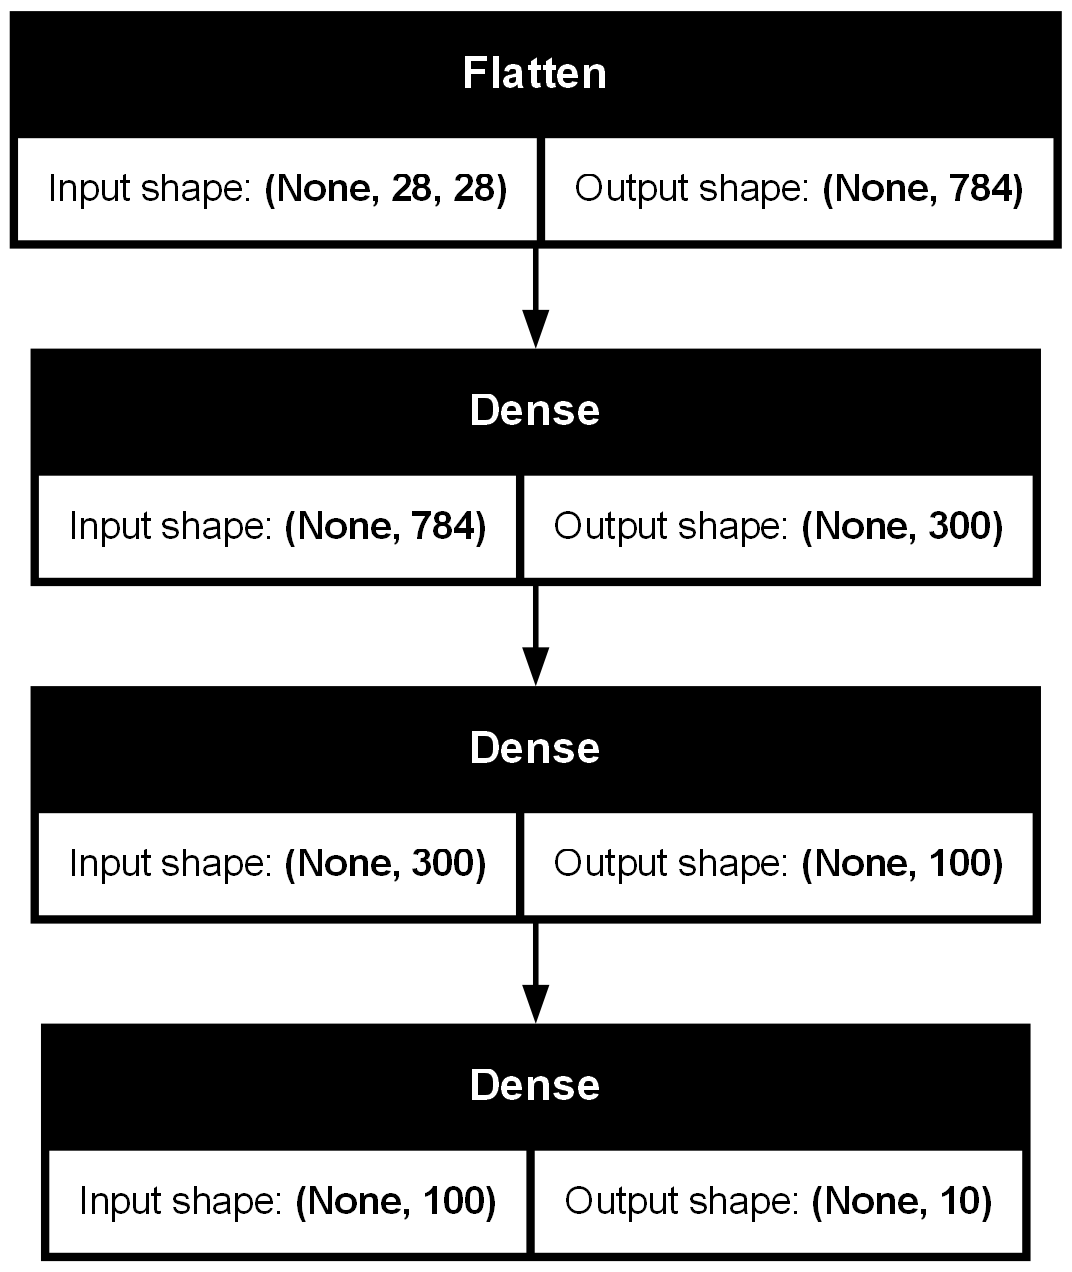 Flatten
Input shape: (None, 28, 28) Output shape: (None, 784)
Dense
Input shape: (None, 784) Output shape: (None, 300)
Dense
Input shape: (None, 300) Output shape: (None, 100)
Dense
Input shape: (None, 100) Output shape: (None, 10)